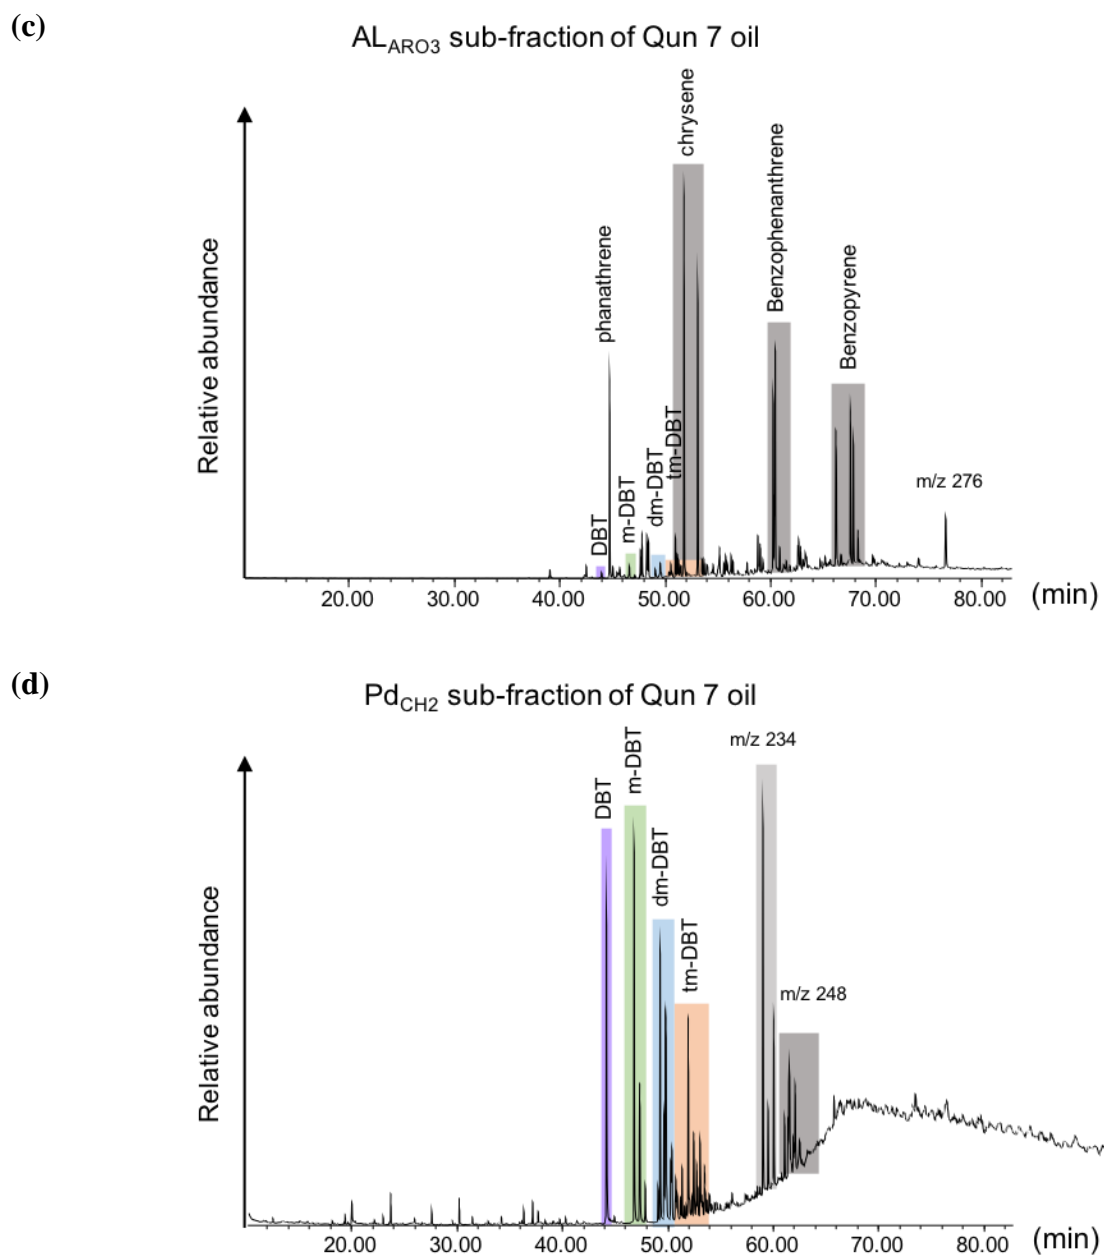 (c)
AL_ARO3 sub-fraction of Qun 7 oil
Relative abundance
DBT
phanathrene
m-DBT
dm-DBT
tm-DBT
chrysene
Benzophenanthrene
Benzopyrene
m/z 276
20.00 30.00 40.00 50.00 60.00 70.00 80.00 (min)
(d)
Pd_CH2 sub-fraction of Qun 7 oil
Relative abundance
DBT
m-DBT
dm-DBT
tm-DBT
m/z 234
m/z 248
20.00 30.00 40.00 50.00 60.00 70.00 80.00 (min)